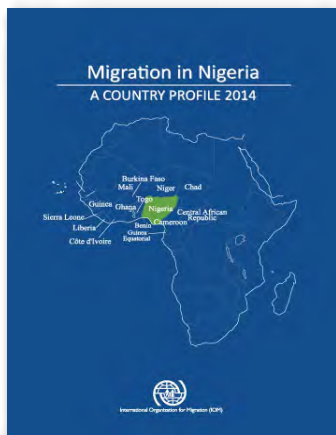 Migration in Nigeria
A COUNTRY PROFILE 2014
Burkina Faso
Mali
Niger
Chad
Togo
Guinea
Ghana
Nigeria
Central African
Republic
Sierra Leone
Liberia
Benin
Cameroon
Côte d'Ivoire
Guinea
Equatorial
International Organization for Migration (IOM)